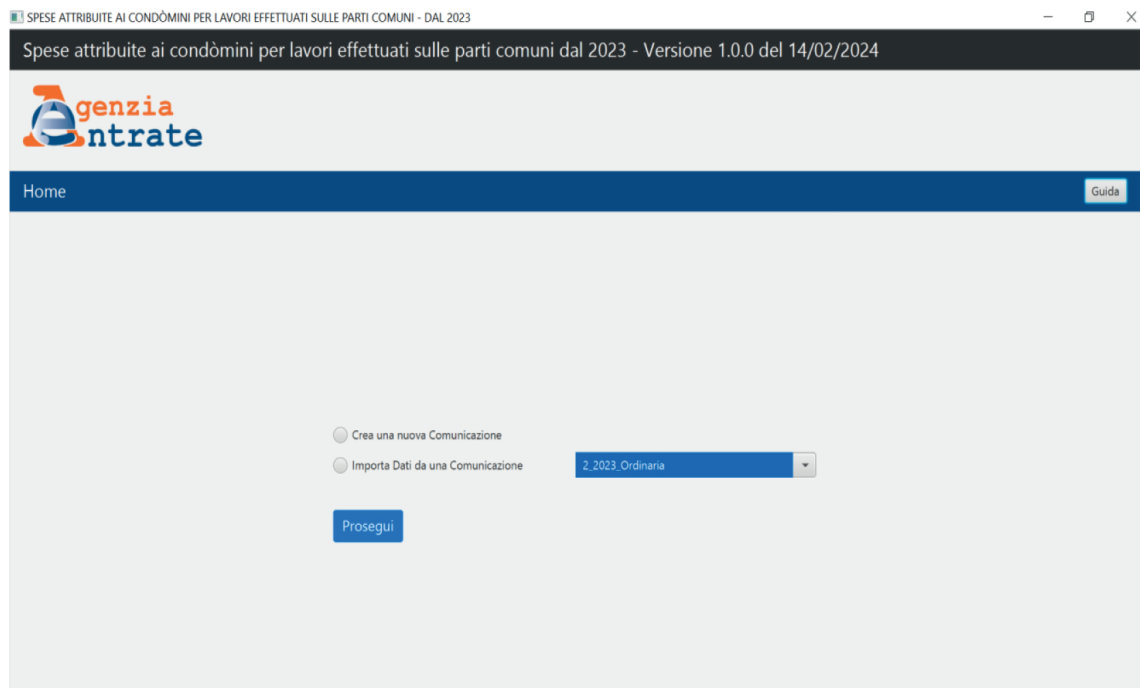 SPESE ATTRIBUITE AI CONDÒMINI PER LAVORI EFFETTUATI SULLE PARTI COMUNI - DAL 2023
Spese attribuite ai condòmini per lavori effettuati sulle parti comuni dal 2023 - Versione 1.0.0 del 14/02/2024
Agenzia
Entrate
Home
Guida
Crea una nuova Comunicazione
Importa Dati da una Comunicazione
2_2023_Ordinaria
Prosegui